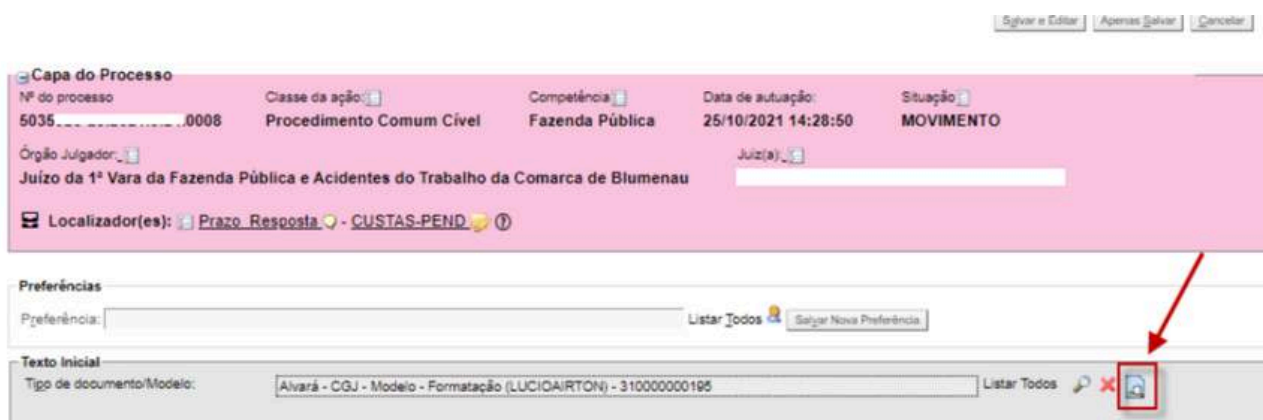 Salvar e Editar Apenas Salvar Cancelar
Capa do Processo
Nº do processo Classe da ação: Competência Data de autuação: Situação
5035 .0008 Procedimento Comum Cível Fazenda Pública 25/10/2021 14:28:50 MOVIMENTO
Órgão Julgador: Juiz(a):
Juízo da 1ª Vara da Fazenda Pública e Acidentes do Trabalho da Comarca de Blumenau
Localizador(es): Prazo Resposta - CUSTAS-PEND
Preferências
Preferência: Listar Todos Salvar Nova Preferência
Texto Inicial
Tipo de documento/Modelo: Alvará - CGJ - Modelo - Formatação (LUCIOAIRTON) - 310000000195 Listar Todos